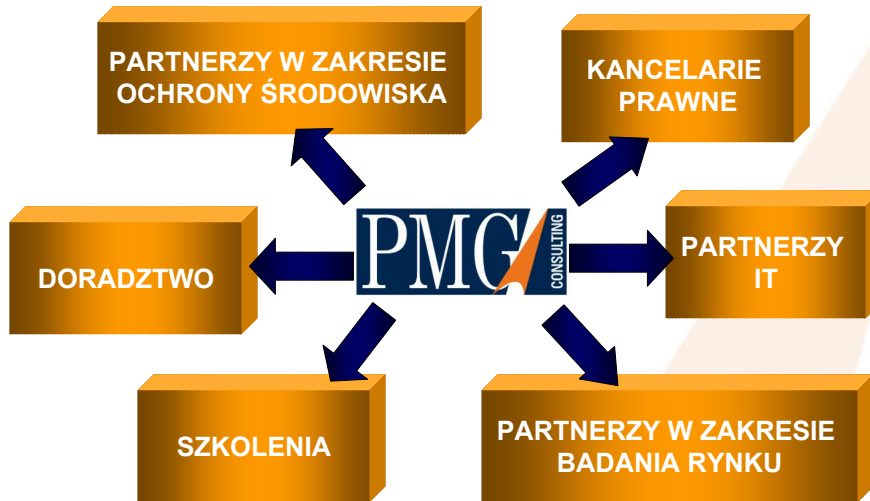 PARTNERZY W ZAKRESIE
OCHRONY ŚRODOWISKA
KANCELARIE
PRAWNE
DORADZTWO
PMG
CONSULTING
PARTNERZY
IT
SZKOLENIA
PARTNERZY W ZAKRESIE
BADANIA RYNKU